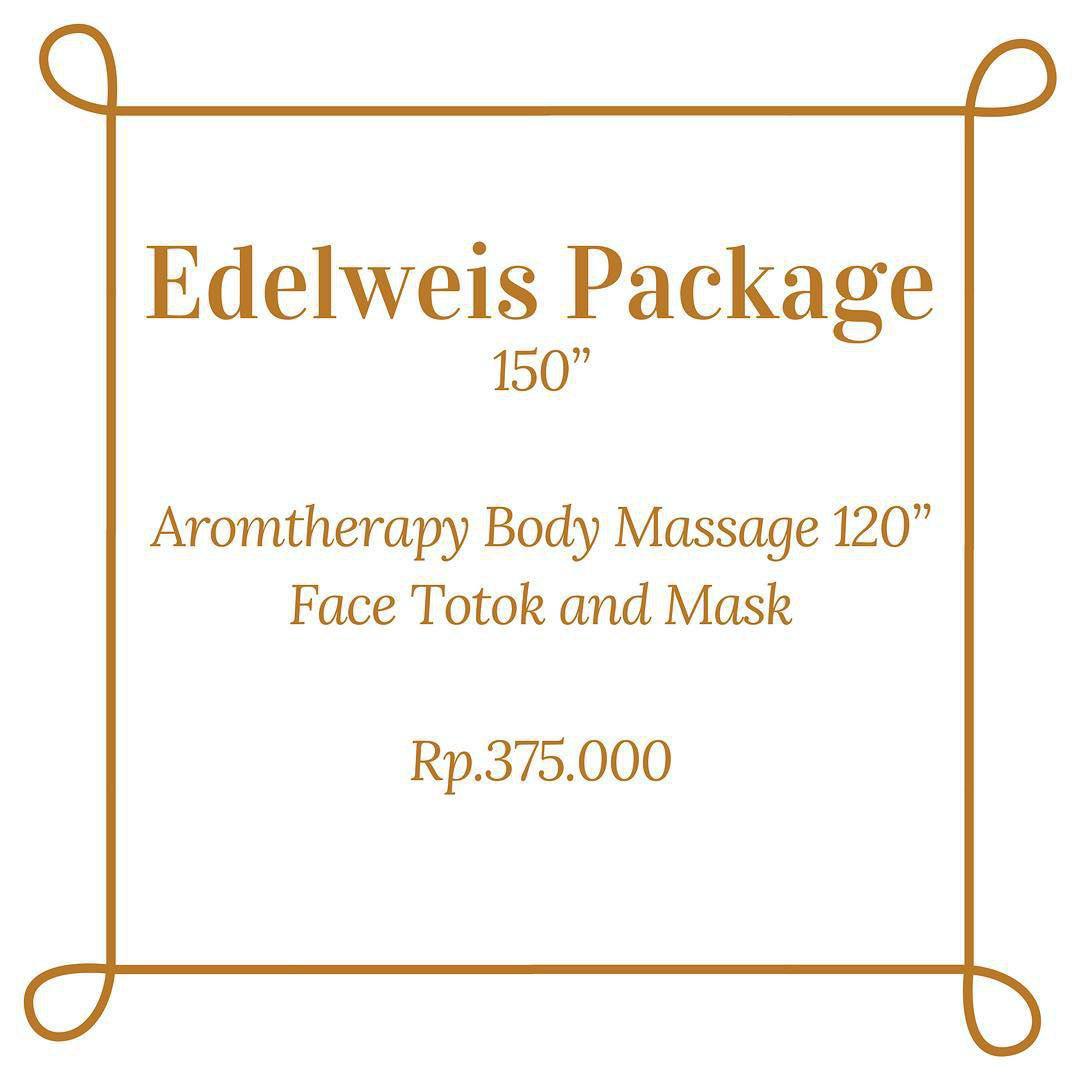 Edelweis Package
150”
Aromtherapy Body Massage 120”
Face Totok and Mask
Rp.375.000